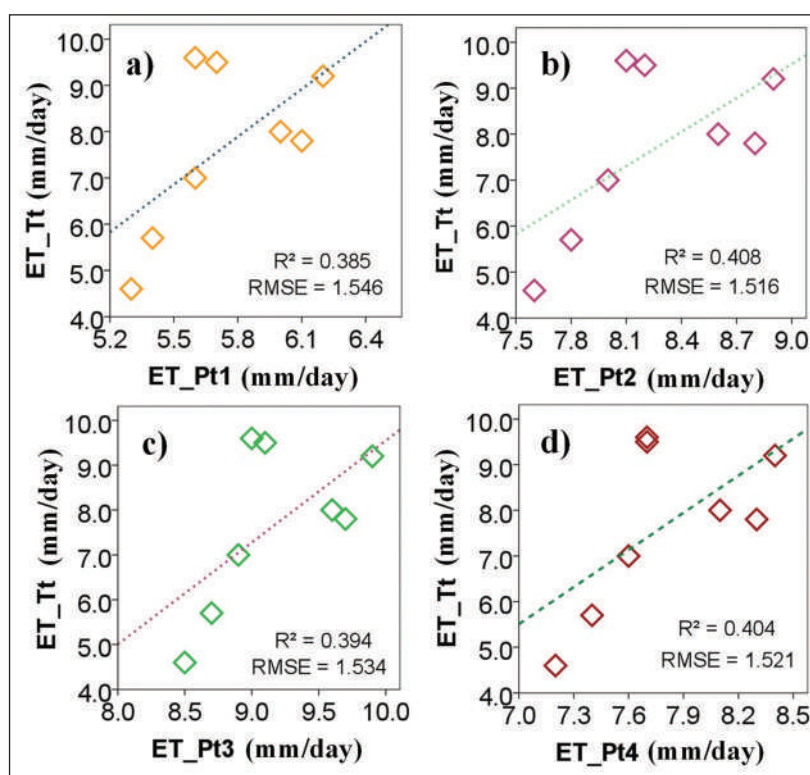 a)
ET_Tt (mm/day)
10.0
9.0
8.0
7.0
6.0
5.0
4.0
R² = 0.385
RMSE = 1.546
5.2 5.5 5.8 6.1 6.4
ET_Pt1 (mm/day)
b)
ET_Tt (mm/day)
10.0
9.0
8.0
7.0
6.0
5.0
4.0
R² = 0.408
RMSE = 1.516
7.5 7.8 8.1 8.4 8.7 9.0
ET_Pt2 (mm/day)
c)
ET_Tt (mm/day)
10.0
9.0
8.0
7.0
6.0
5.0
4.0
R² = 0.394
RMSE = 1.534
8.0 8.5 9.0 9.5 10.0
ET_Pt3 (mm/day)
d)
ET_Tt (mm/day)
10.0
9.0
8.0
7.0
6.0
5.0
4.0
R² = 0.404
RMSE = 1.521
7.0 7.3 7.6 7.9 8.2 8.5
ET_Pt4 (mm/day)